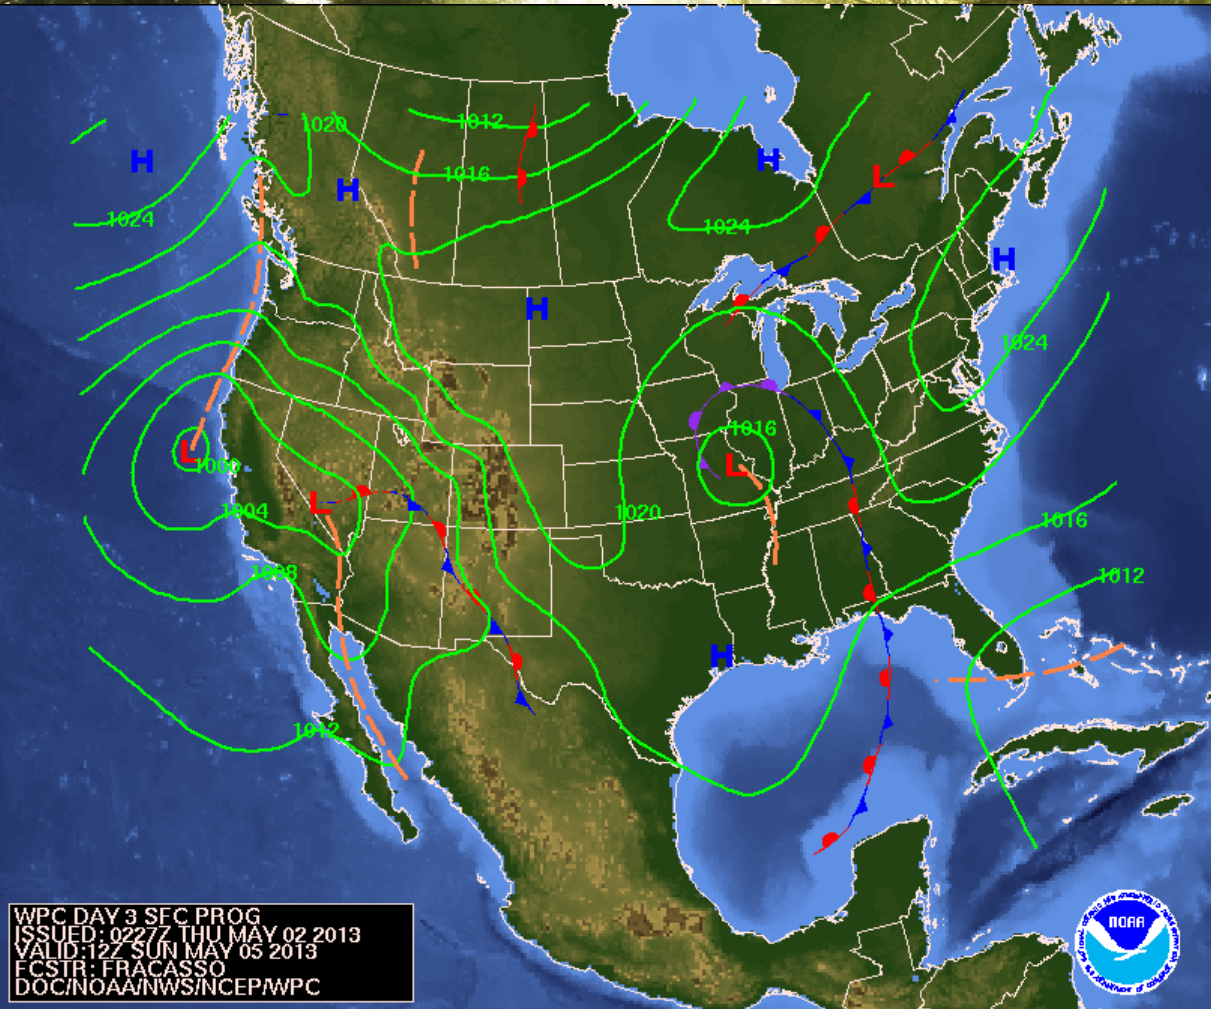 1020
1012
H
H
H
1016
L
H
1024
1024
H
H
1024
1016
L
1000
L
1004
1020
1016
1008
1012
H
1012
WPC DAY 3 SFC PROG
ISSUED: 0227Z THU MAY 02 2013
VALID:12Z SUN MAY 05 2013
FCSTR: FRACASSO
DOC/NOAA/NWS/NCEP/WPC
NOAA
L